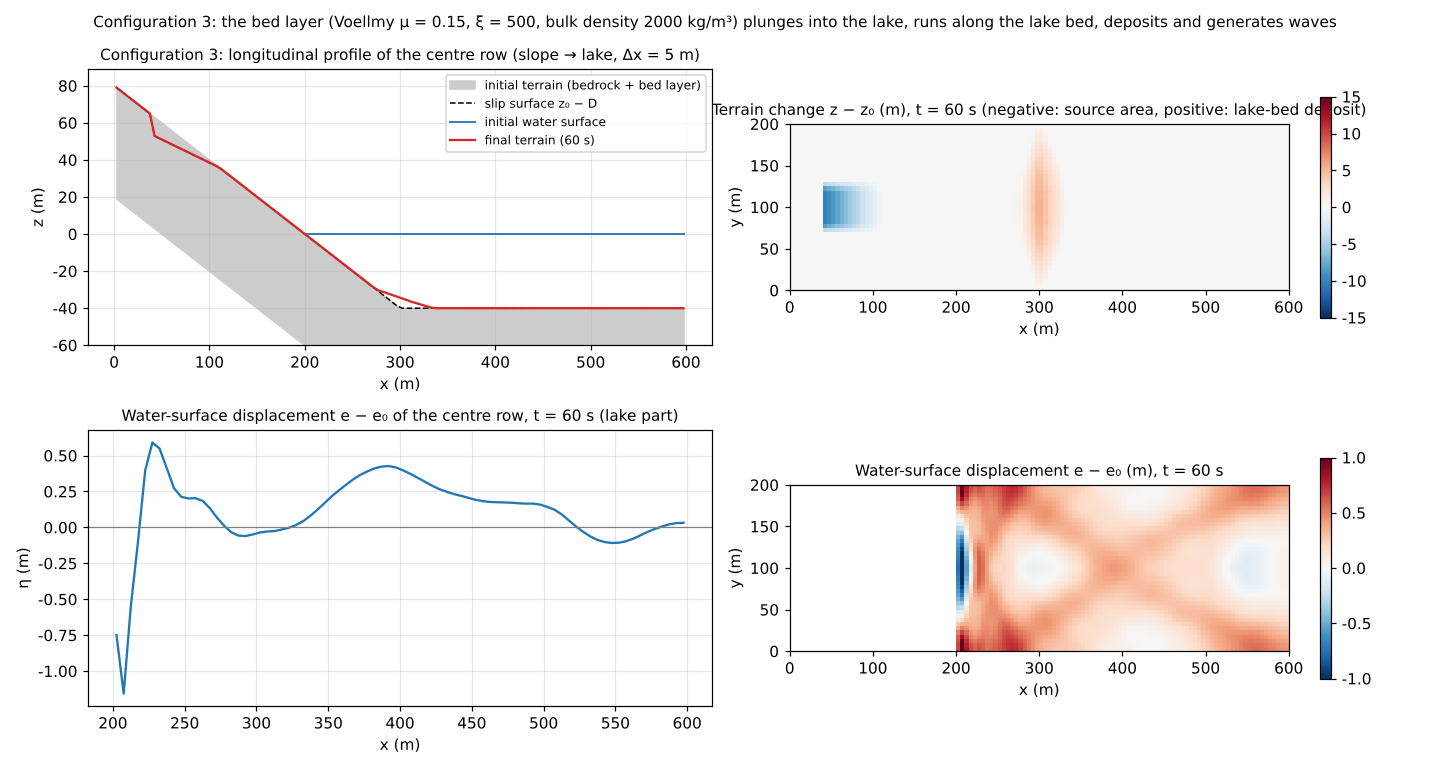 Configuration 3: the bed layer (Voellmy μ = 0.15, ξ = 500, bulk density 2000 kg/m³) plunges into the lake, runs along the lake bed, deposits and generates waves
Configuration 3: longitudinal profile of the centre row (slope → lake, Δx = 5 m)
initial terrain (bedrock + bed layer)
slip surface z₀ − D
initial water surface
final terrain (60 s)
80
60
40
20
0
-20
-40
-60
z (m)
0 100 200 300 400 500 600
x (m)
Terrain change z − z₀ (m), t = 60 s (negative: source area, positive: lake-bed deposit)
200
150
100
50
0
y (m)
0 100 200 300 400 500 600
x (m)
15
10
5
0
-5
-10
-15
Water-surface displacement e − e₀ of the centre row, t = 60 s (lake part)
0.50
0.25
0.00
-0.25
-0.50
-0.75
-1.00
η (m)
200 250 300 350 400 450 500 550 600
x (m)
Water-surface displacement e − e₀ (m), t = 60 s
200
150
100
50
0
y (m)
0 100 200 300 400 500 600
x (m)
1.0
0.5
0.0
-0.5
-1.0